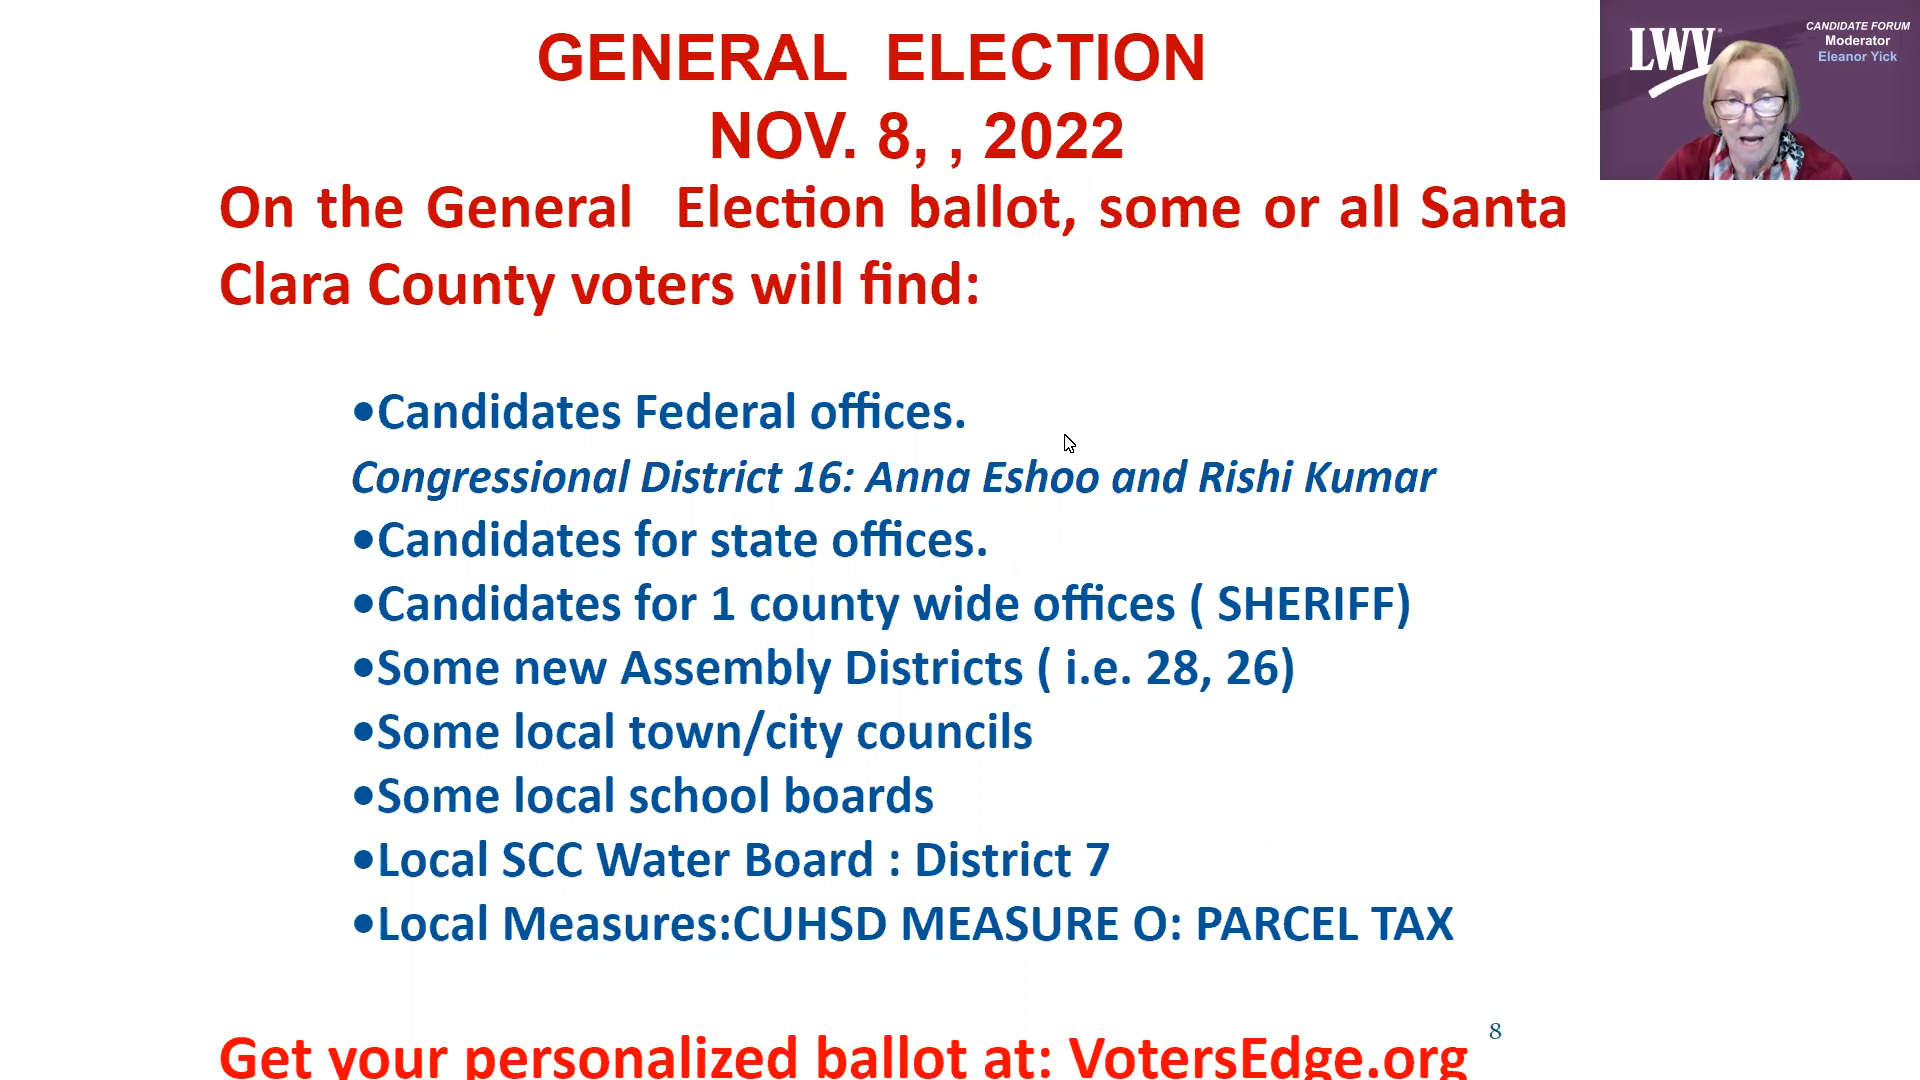 GENERAL ELECTION
NOV. 8, , 2022
On the General Election ballot, some or all Santa
Clara County voters will find:
•Candidates Federal offices.
Congressional District 16: Anna Eshoo and Rishi Kumar
•Candidates for state offices.
•Candidates for 1 county wide offices ( SHERIFF)
•Some new Assembly Districts ( i.e. 28, 26)
•Some local town/city councils
•Some local school boards
•Local SCC Water Board : District 7
•Local Measures:CUHSD MEASURE O: PARCEL TAX
Get your personalized ballot at: VotersEdge.org
8
LWV
CANDIDATE FORUM
Moderator
Eleanor Yick